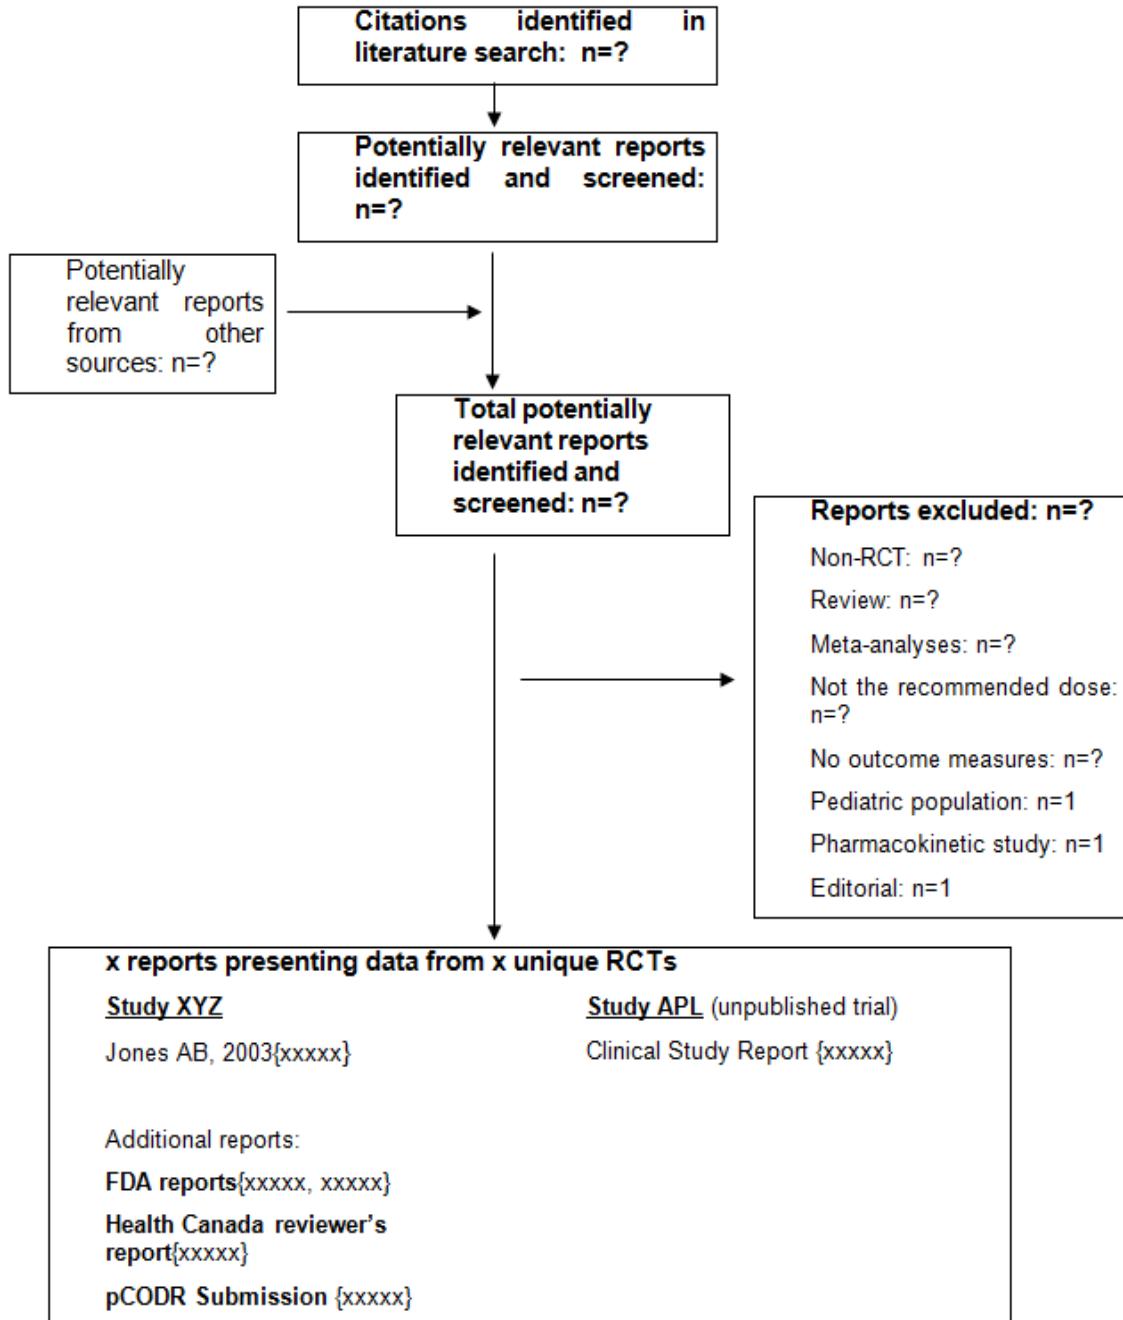 Citations identified in
literature search: n=?
Potentially relevant reports
identified and screened:
n=?
Potentially
relevant reports
from other
sources: n=?
Total potentially
relevant reports
identified and
screened: n=?
Reports excluded: n=?
Non-RCT: n=?
Review: n=?
Meta-analyses: n=?
Not the recommended dose:
n=?
No outcome measures: n=?
Pediatric population: n=1
Pharmacokinetic study: n=1
Editorial: n=1
x reports presenting data from x unique RCTs
Study XYZ
Jones AB, 2003{xxxxx}
Study APL (unpublished trial)
Clinical Study Report {xxxxx}
Additional reports:
FDA reports{xxxxx, xxxxx}
Health Canada reviewer's
report{xxxxx}
pCODR Submission {xxxxx}